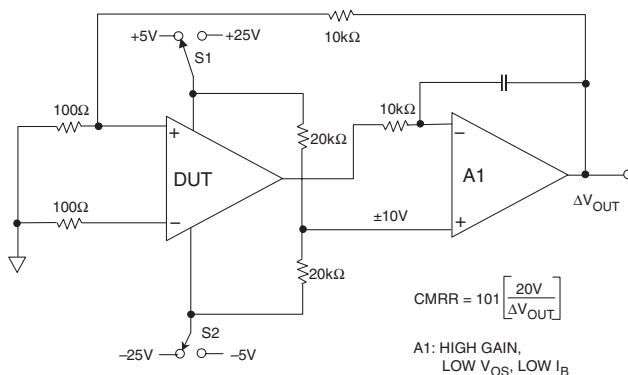 10kΩ
+5V
+25V
S1
100Ω
+
DUT
20kΩ
10kΩ
−
A1
100Ω
−
±10V
+
ΔV_OUT
20kΩ
S2
−25V
−5V
CMRR = 101 [ 20V / ΔV_OUT ]
A1: HIGH GAIN,
LOW V_OS, LOW I_B